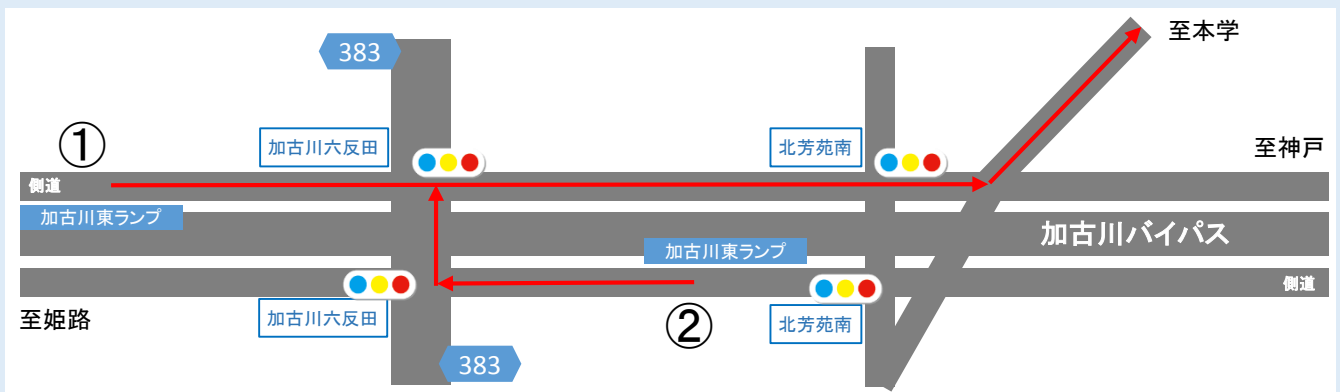 383
至本学
①
加古川六反田
北芳苑南
至神戸
側道
加古川東ランプ
加古川バイパス
加古川東ランプ
側道
至姫路
加古川六反田
②
北芳苑南
383